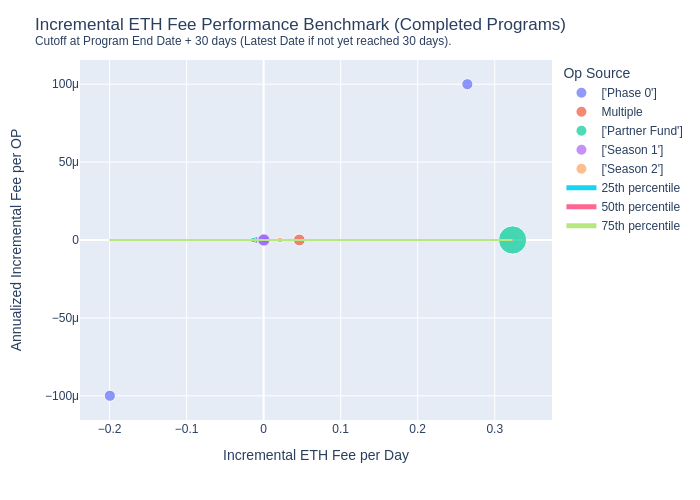 Incremental ETH Fee Performance Benchmark (Completed Programs)
Cutoff at Program End Date + 30 days (Latest Date if not yet reached 30 days).
Op Source
['Phase 0']
Multiple
['Partner Fund']
['Season 1']
['Season 2']
25th percentile
50th percentile
75th percentile
Annualized Incremental Fee per OP
100μ
50μ
0
−50μ
−100μ
−0.2
−0.1
0
0.1
0.2
0.3
Incremental ETH Fee per Day